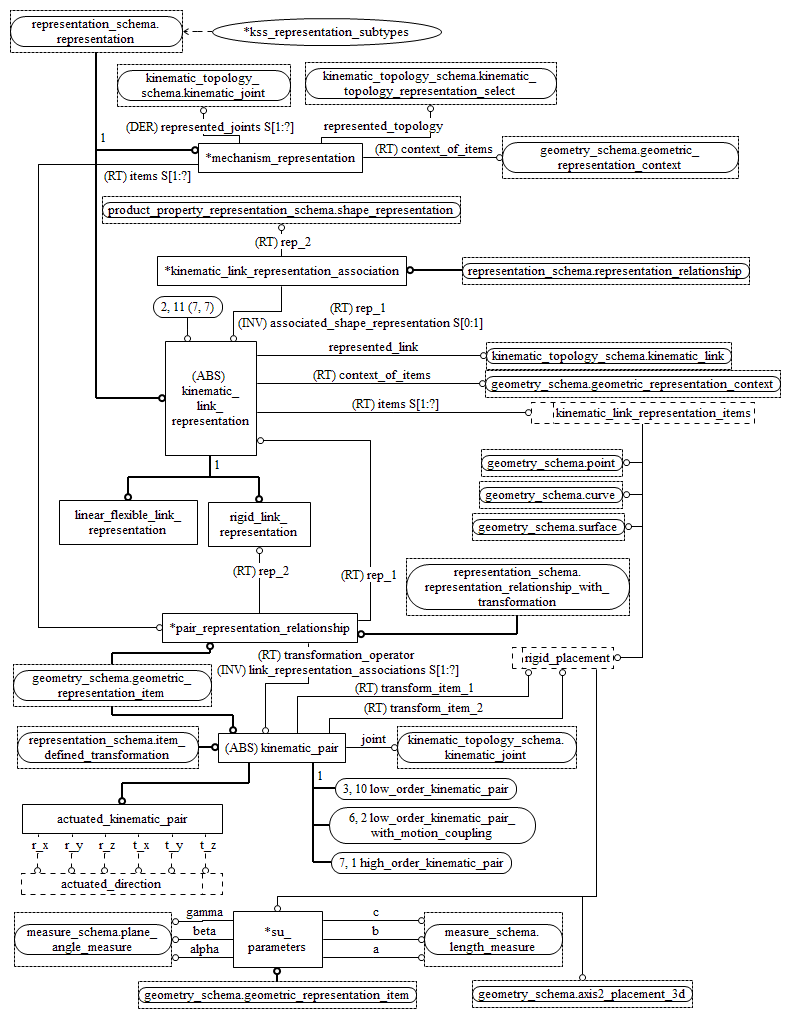 representation_schema.
representation
*kss_representation_subtypes
kinematic_topology_
schema.kinematic_joint
kinematic_topology_schema.kinematic_
topology_representation_select
(DER) represented_joints S[1:?]
represented_topology
1
*mechanism_representation
(RT) context_of_items
geometry_schema.geometric_
representation_context
(RT) items S[1:?]
product_property_representation_schema.shape_representation
(RT) rep_2
*kinematic_link_representation_association
representation_schema.representation_relationship
2, 11 (7, 7)
(RT) rep_1
(INV) associated_shape_representation S[0:1]
(ABS)
kinematic_
link_
representation
represented_link
kinematic_topology_schema.kinematic_link
(RT) context_of_items
geometry_schema.geometric_representation_context
(RT) items S[1:?]
kinematic_link_representation_items
1
geometry_schema.point
geometry_schema.curve
geometry_schema.surface
linear_flexible_link_
representation
rigid_link_
representation
(RT) rep_2
(RT) rep_1
representation_schema.
representation_relationship_with_
transformation
*pair_representation_relationship
(RT) transformation_operator
(INV) link_representation_associations S[1:?]
rigid_placement
geometry_schema.geometric_
representation_item
(RT) transform_item_1
(RT) transform_item_2
representation_schema.item_
defined_transformation
(ABS) kinematic_pair
joint
kinematic_topology_schema.
kinematic_joint
1
3, 10 low_order_kinematic_pair
6, 2 low_order_kinematic_pair_
with_motion_coupling
7, 1 high_order_kinematic_pair
actuated_kinematic_pair
r_x r_y r_z t_x t_y t_z
actuated_direction
gamma
beta
alpha
measure_schema.plane_
angle_measure
*su_
parameters
c
b
a
measure_schema.
length_measure
geometry_schema.geometric_representation_item
geometry_schema.axis2_placement_3d